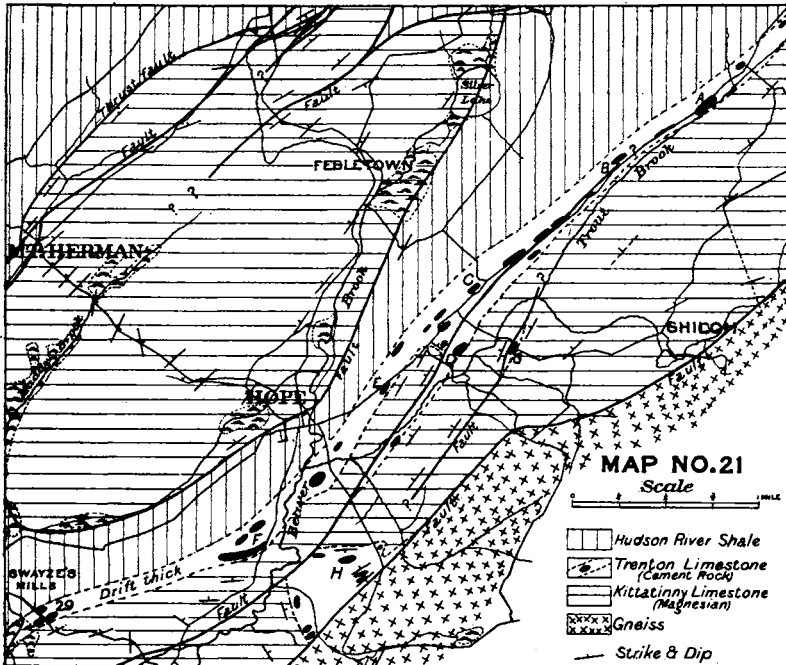 Thrust Fault
Fault
Fault
Silver
Lake
A
B
FEBLETOWN
Trout Brook
MT. HERMAN
C
Brook
SHILOH
D
E
Fault
Fault
HOPE
Fault
Fault
Beaver
F
H
SWAYZE'S
MILLS
29
Drift thick
Fault
MAP NO.21
Scale
1 MILE
Hudson River Shale
Trenton Limestone
(Cement Rock)
Kittatinny Limestone
(Magnesian)
Gneiss
Strike & Dip